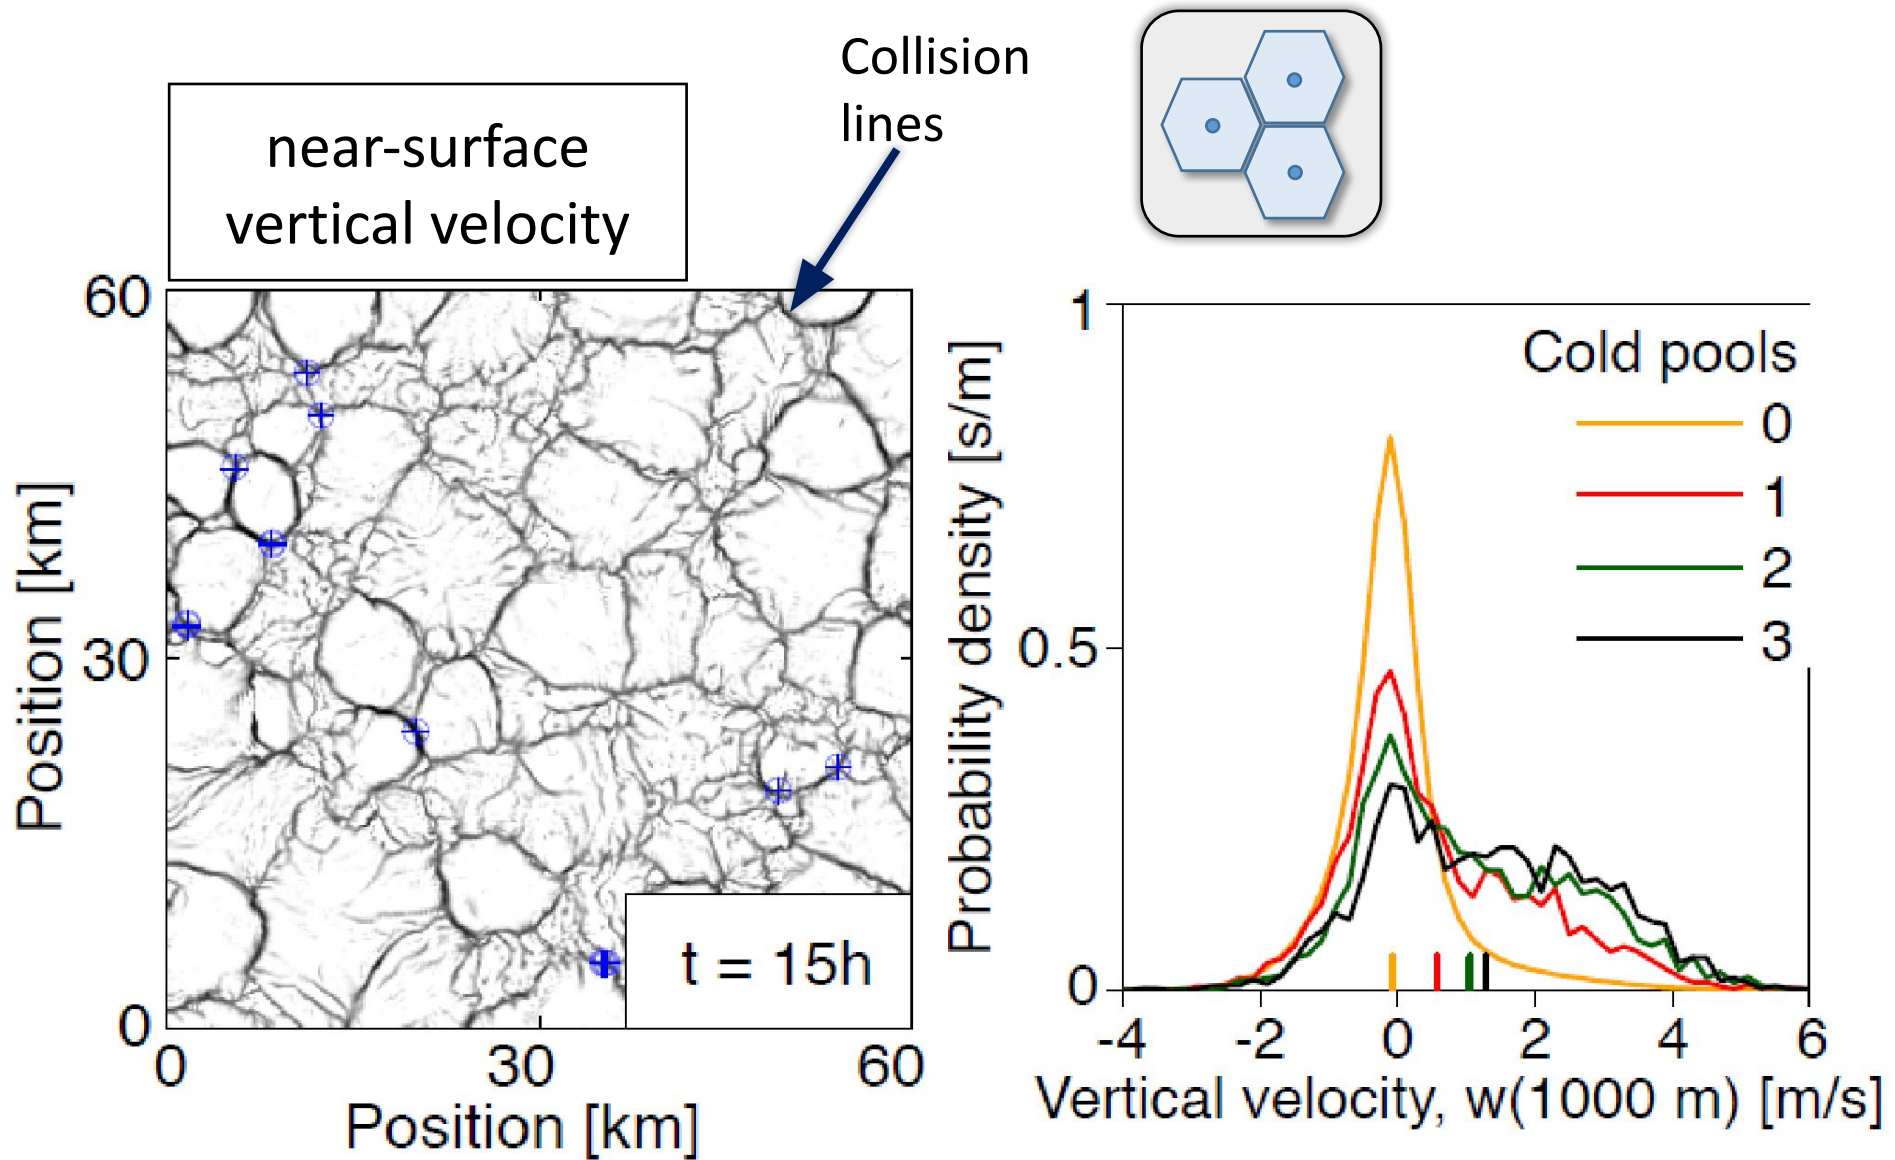 Collision
lines
near-surface
vertical velocity
60
30
0
0 30 60
Position [km]
Position [km]
t = 15h
1
0.5
0
-4 -2 0 2 4 6
Probability density [s/m]
Vertical velocity, w(1000 m) [m/s]
Cold pools
0
1
2
3